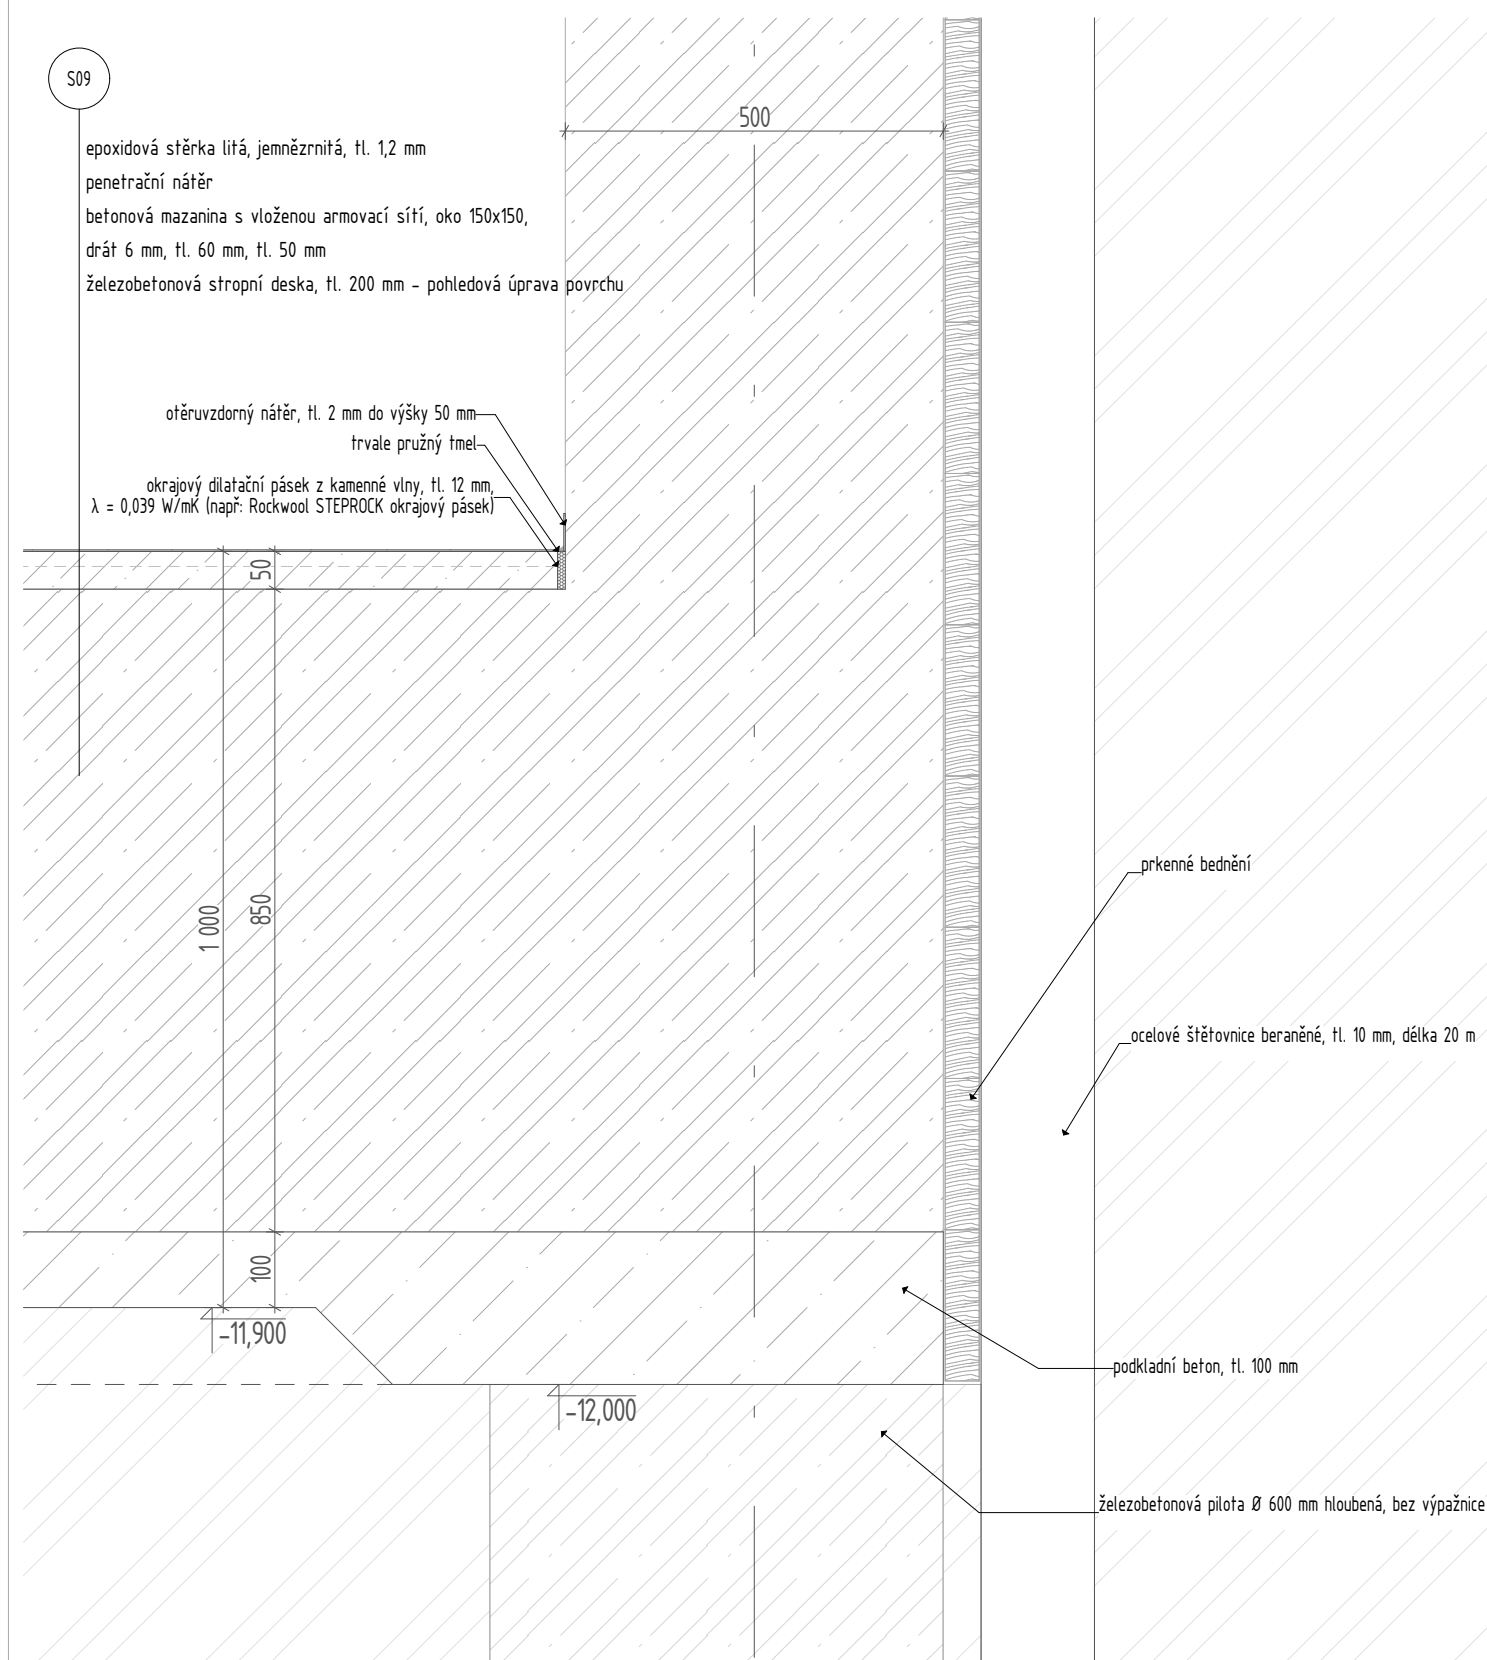 S09
500
epoxidová stěrka litá, jemnězrnitá, tl. 1,2 mm
penetrační nátěr
betonová mazanina s vloženou armovací sítí, oko 150x150,
drát 6 mm, tl. 60 mm, tl. 50 mm
železobetonová stropní deska, tl. 200 mm - pohledová úprava povrchu
otěruvzdorný nátěr, tl. 2 mm do výšky 50 mm
trvale pružný tmel
okrajový dilatační pásek z kamenné vlny, tl. 12 mm,
λ = 0,039 W/mK (např: Rockwool STEPROCK okrajový pásek)
50
prkenné bednění
1 000
850
ocelové štětovnice beraněné, tl. 10 mm, délka 20 m
100
-11,900
podkladní beton, tl. 100 mm
-12,000
železobetonová pilota Ø 600 mm hloubená, bez výpažnice